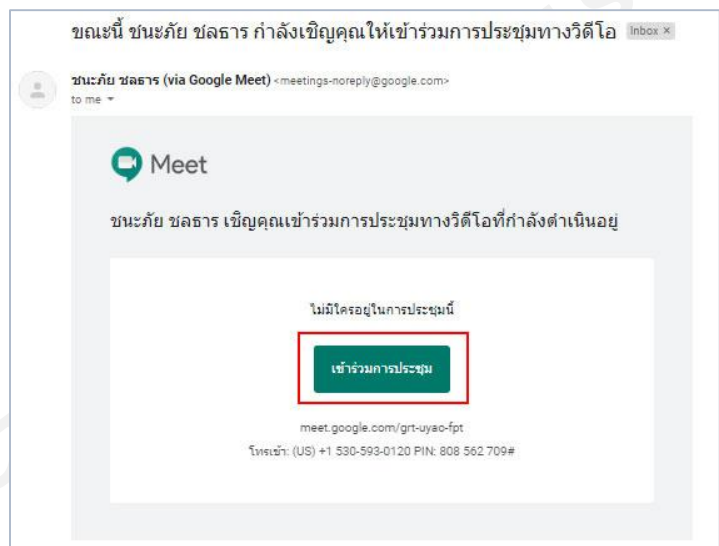 ขณะนี้ ชนะภัย ชลธาร กำลังเชิญคุณให้เข้าร่วมการประชุมทางวิดีโอ Inbox ×
ชนะภัย ชลธาร (via Google Meet) <meetings-noreply@google.com>
to me
Meet
ชนะภัย ชลธาร เชิญคุณเข้าร่วมการประชุมทางวิดีโอที่กำลังดำเนินอยู่
ไม่มีใครอยู่ในการประชุมนี้
เข้าร่วมการประชุม
meet.google.com/grt-uyao-fpt
โทรเข้า: (US) +1 530-593-0120 PIN: 808 562 709#